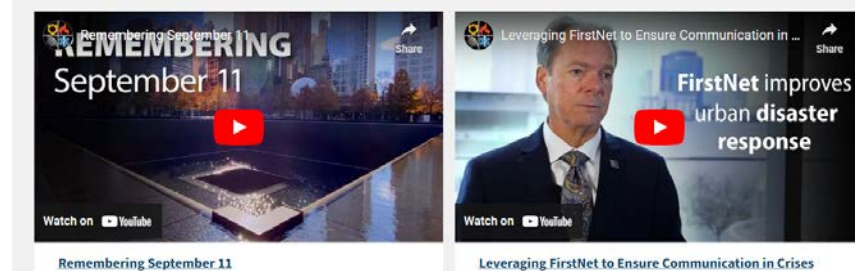 Remembering September 11
Share
REMEMBERING
September 11
Watch on YouTube
Remembering September 11
Leveraging FirstNet to Ensure Communication in ...
Share
FirstNet improves
urban disaster
response
Watch on YouTube
Leveraging FirstNet to Ensure Communication in Crises